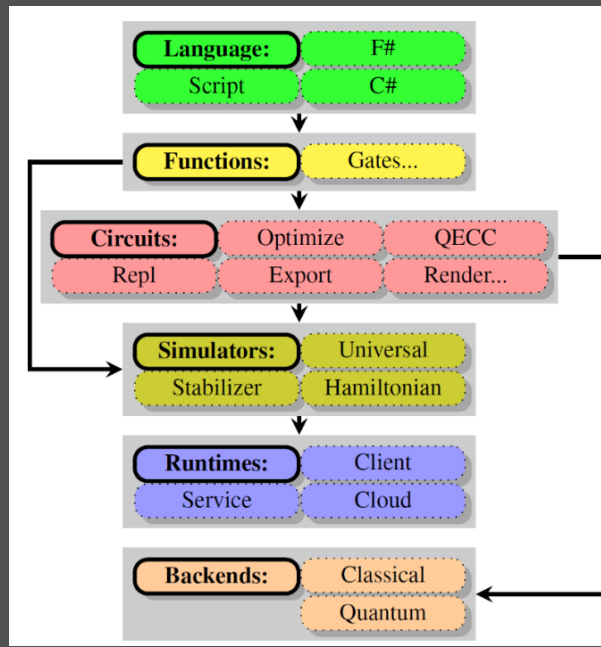 Language: F#
Script C#
Functions: Gates...
Circuits: Optimize QECC
Repl Export Render...
Simulators: Universal
Stabilizer Hamiltonian
Runtimes: Client
Service Cloud
Backends: Classical
Quantum